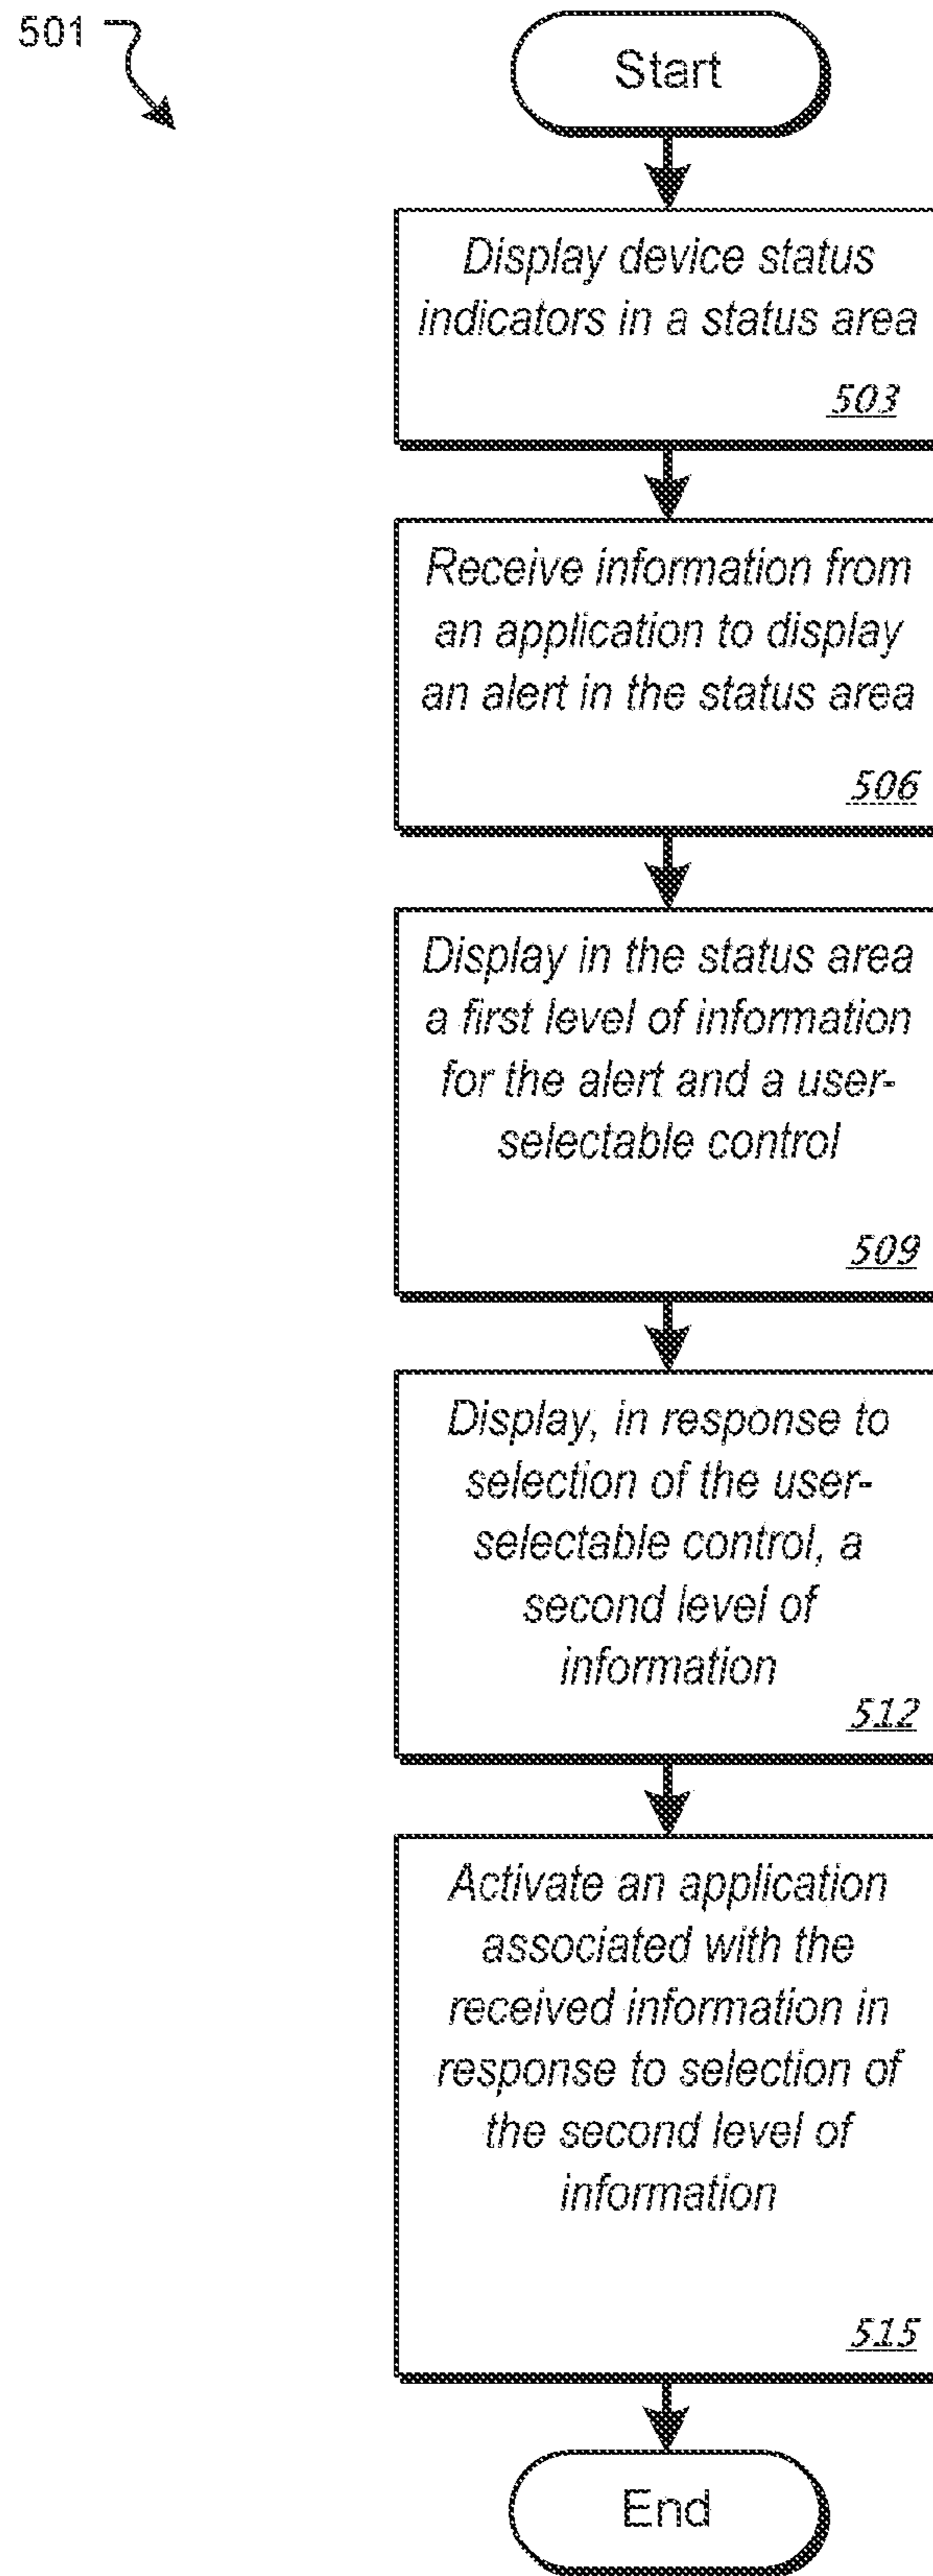 501
Start
Display device status
indicators in a status area
503
Receive information from
an application to display
an alert in the status area
506
Display in the status area
a first level of information
for the alert and a user-
selectable control
509
Display, in response to
selection of the user-
selectable control, a
second level of
information
512
Activate an application
associated with the
received information in
response to selection of
the second level of
information
515
End